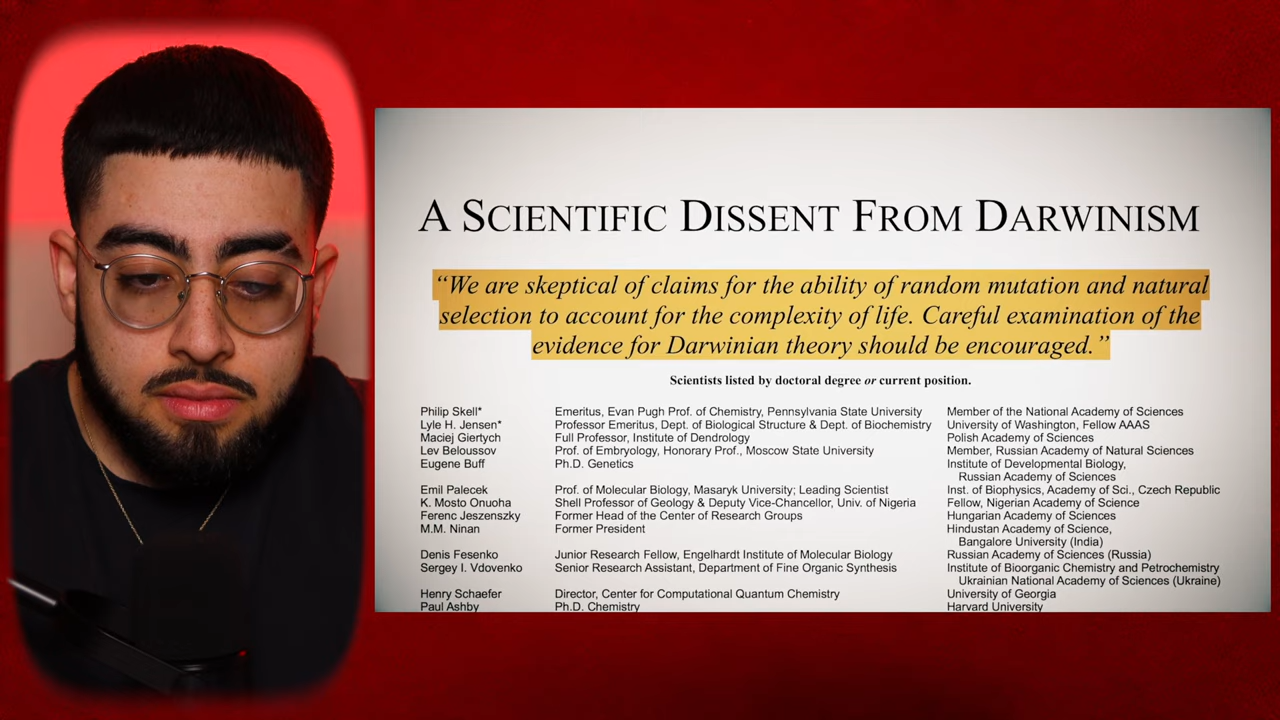 A SCIENTIFIC DISSENT FROM DARWINISM
“We are skeptical of claims for the ability of random mutation and natural
selection to account for the complexity of life. Careful examination of the
evidence for Darwinian theory should be encouraged.”
Scientists listed by doctoral degree or current position.
Philip Skell* Emeritus, Evan Pugh Prof. of Chemistry, Pennsylvania State University Member of the National Academy of Sciences
Lyle H. Jensen* Professor Emeritus, Dept. of Biological Structure & Dept. of Biochemistry University of Washington, Fellow AAAS
Maciej Giertych Full Professor, Institute of Dendrology Polish Academy of Sciences
Lev Beloussov Prof. of Embryology, Honorary Prof., Moscow State University Member, Russian Academy of Natural Sciences
Eugene Buff Ph.D. Genetics Institute of Developmental Biology,
Russian Academy of Sciences
Emil Palecek Prof. of Molecular Biology, Masaryk University; Leading Scientist Inst. of Biophysics, Academy of Sci., Czech Republic
K. Mosto Onuoha Shell Professor of Geology & Deputy Vice-Chancellor, Univ. of Nigeria Fellow, Nigerian Academy of Science
Ferenc Jeszenszky Former Head of the Center of Research Groups Hungarian Academy of Sciences
M.M. Ninan Former President Hindustan Academy of Science,
Bangalore University (India)
Denis Fesenko Junior Research Fellow, Engelhardt Institute of Molecular Biology Russian Academy of Sciences (Russia)
Sergey I. Vdovenko Senior Research Assistant, Department of Fine Organic Synthesis Institute of Bioorganic Chemistry and Petrochemistry
Ukrainian National Academy of Sciences (Ukraine)
Henry Schaefer Director, Center for Computational Quantum Chemistry University of Georgia
Paul Ashby Ph.D. Chemistry Harvard University